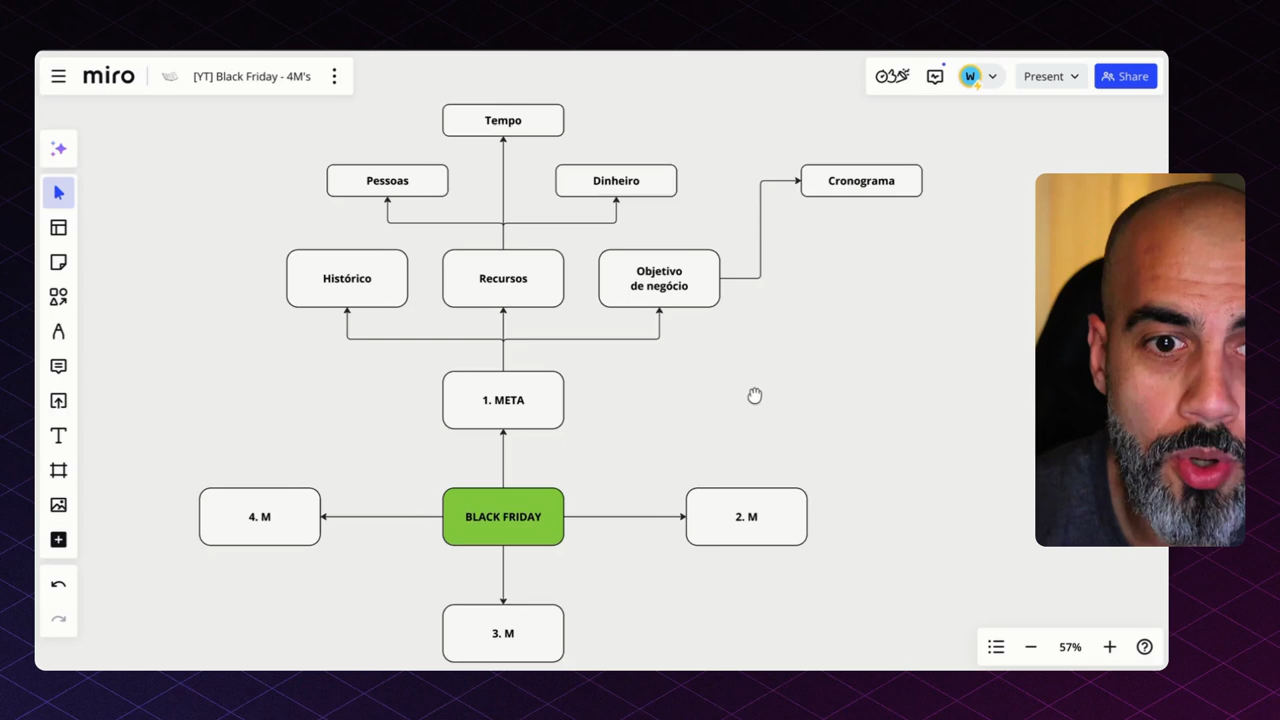 miro
[YT] Black Friday - 4M's
W
Present
Share
Tempo
Pessoas
Dinheiro
Cronograma
Histórico
Recursos
Objetivo
de negócio
1. META
4. M
BLACK FRIDAY
2. M
3. M
57%